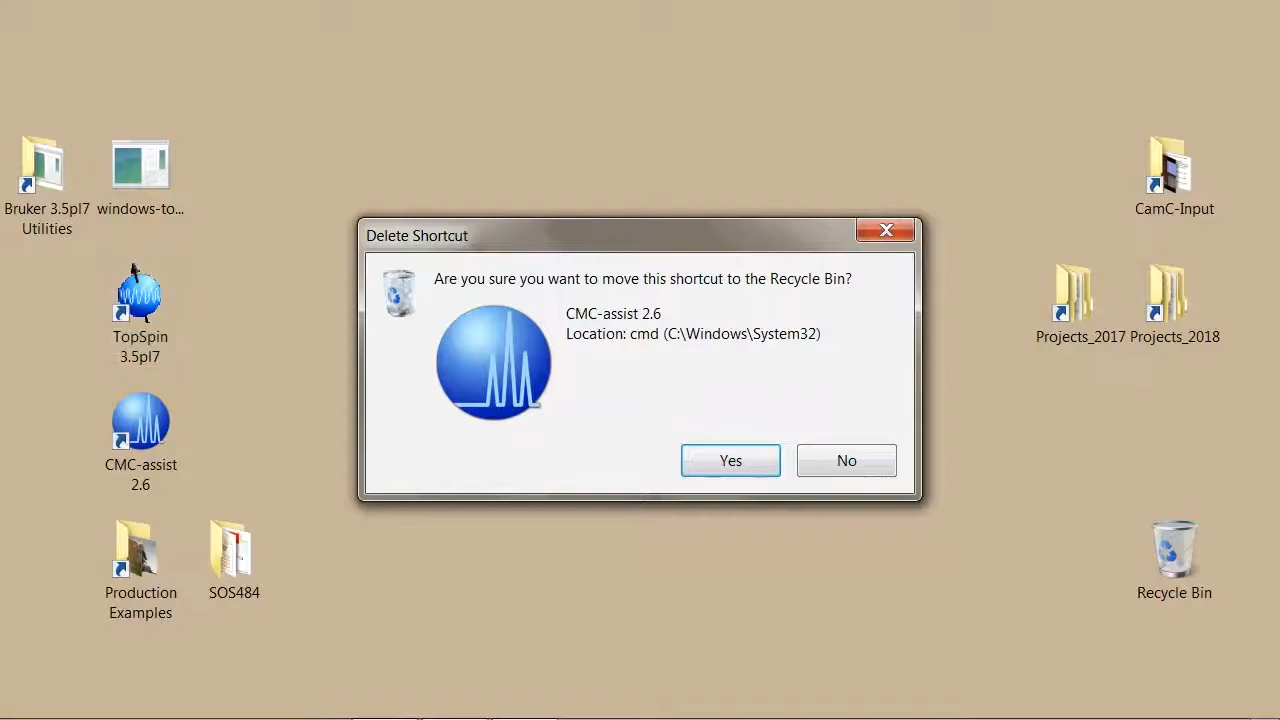 Bruker 3.5pl7
Utilities
windows-to...
TopSpin
3.5pl7
CMC-assist
2.6
Production
Examples
SOS484
Delete Shortcut
Are you sure you want to move this shortcut to the Recycle Bin?
CMC-assist 2.6
Location: cmd (C:\Windows\System32)
Yes
No
CamC-Input
Projects_2017
Projects_2018
Recycle Bin